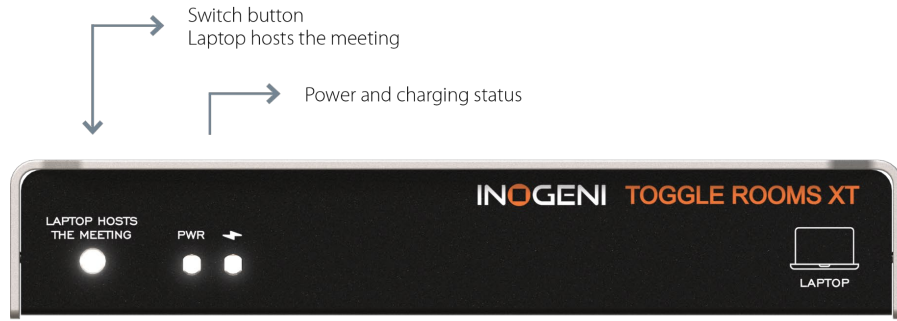 Switch button
Laptop hosts the meeting
Power and charging status
INOGENI TOGGLE ROOMS XT
LAPTOP HOSTS
THE MEETING
PWR
LAPTOP